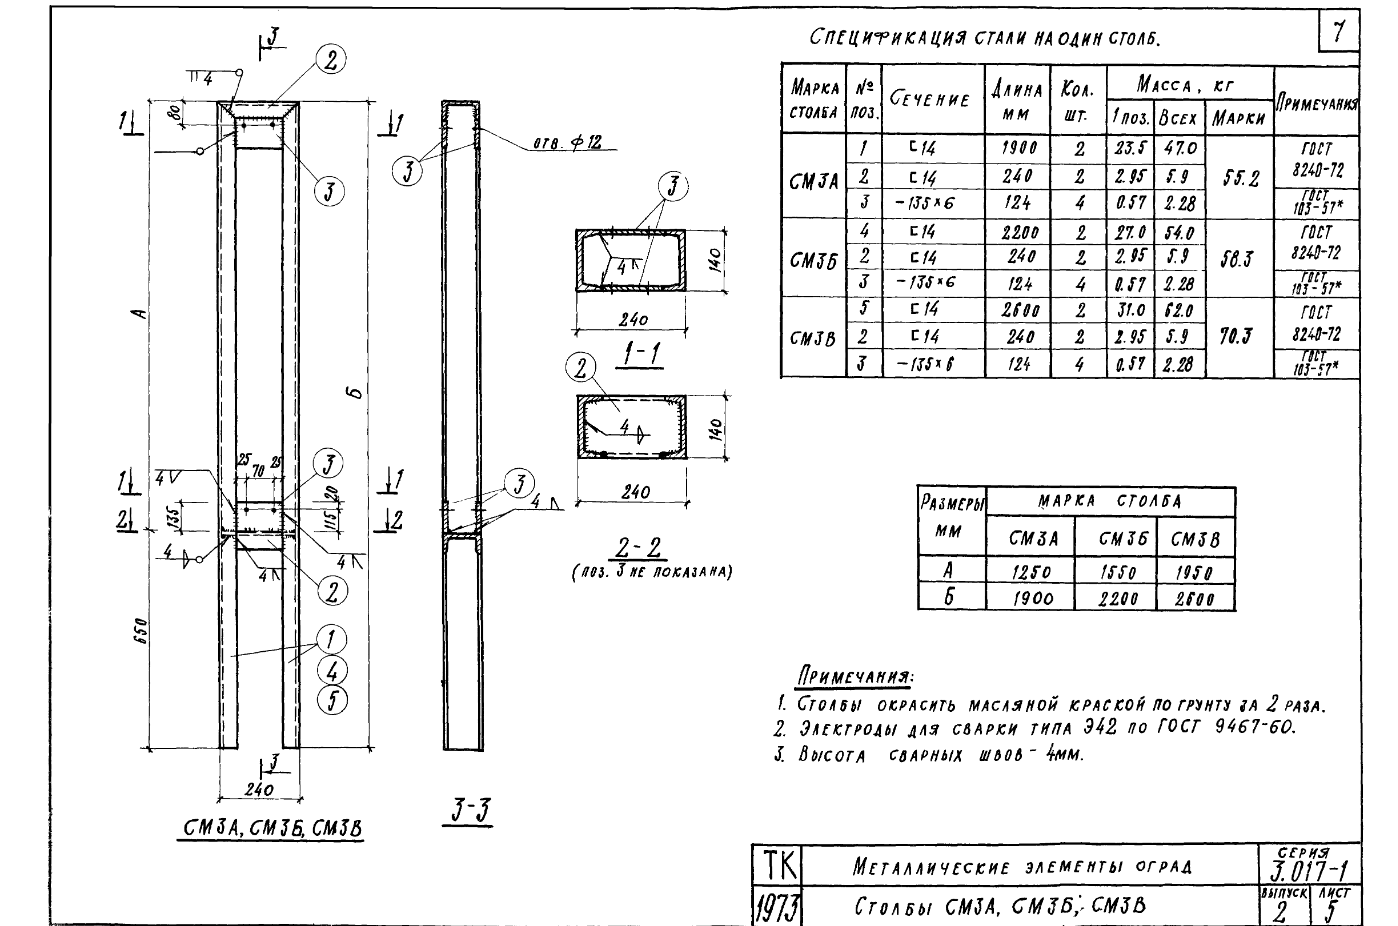 7
Спецификация стали на один столб.
Марка столба | № поз. | Сечение | Длина мм | Кол. шт. | Масса, кг | Примечания
1 поз. | Всех | Марки
СМ3А | 1 | ⊏ 14 | 1900 | 2 | 23.5 | 47.0 | 55.2 | ГОСТ 8240-72
2 | ⊏ 14 | 240 | 2 | 2.95 | 5.9
3 | -135×6 | 124 | 4 | 0.57 | 2.28 | ГОСТ 103-57*
СМ3Б | 4 | ⊏ 14 | 2200 | 2 | 27.0 | 54.0 | 58.3 | ГОСТ 8240-72
2 | ⊏ 14 | 240 | 2 | 2.95 | 5.9
3 | -135×6 | 124 | 4 | 0.57 | 2.28 | ГОСТ 103-57*
СМ3В | 5 | ⊏ 14 | 2600 | 2 | 31.0 | 62.0 | 70.3 | ГОСТ 8240-72
2 | ⊏ 14 | 240 | 2 | 2.95 | 5.9
3 | -135×6 | 124 | 4 | 0.57 | 2.28 | ГОСТ 103-57*
3
2
4
80
1
1
3
А
Б
25
70
25
3
4
1
1
20
135
115
2
2
4
4
4
2
650
1
4
5
3
240
СМ3А, СМ3Б, СМ3В
отв. ф12
3
3
4
3-3
3
4
140
240
1-1
2
4
140
240
2-2
(поз. 3 не показана)
Размеры мм | Марка столба
СМ3А | СМ3Б | СМ3В
А | 1250 | 1550 | 1950
Б | 1900 | 2200 | 2600
Примечания:
1. Столбы окрасить масляной краской по грунту за 2 раза.
2. Электроды для сварки типа Э42 по ГОСТ 9467-60.
3. Высота сварных швов - 4мм.
ТК | Металлические элементы оград | серия 3.017-1
1973 | Столбы СМ3А, СМ3Б, СМ3В | выпуск 2 | лист 5